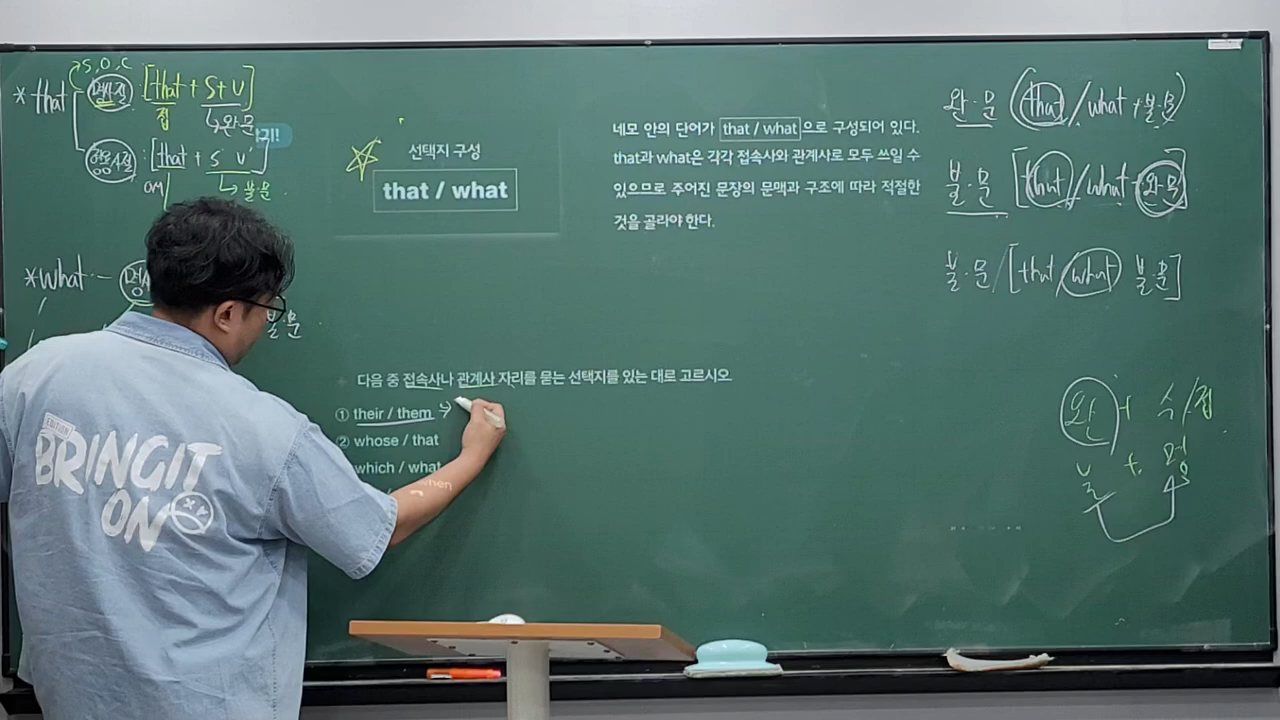 →S, O, C
* that 명사절 : [that + S+V]
접 ↳완·문
하기!
형용사절 : [that + S V]
↳불·문
선택지 구성
that / what
네모 안의 단어가 that / what 으로 구성되어 있다.
that과 what은 각각 접속사와 관계사로 모두 쓰일 수
있으므로 주어진 문장의 문맥과 구조에 따라 적절한
것을 골라야 한다.
완·문 (that / what + 불·문)
불·문 [that / what + 완·문]
불·문 / [that what 불·문]
*what
불·문
다음 중 접속사나 관계사 자리를 묻는 선택지를 있는 대로 고르시오
① their / them →
② whose / that
which / what
when
완 + 수/접
불 + 명
BRINGIT
ON